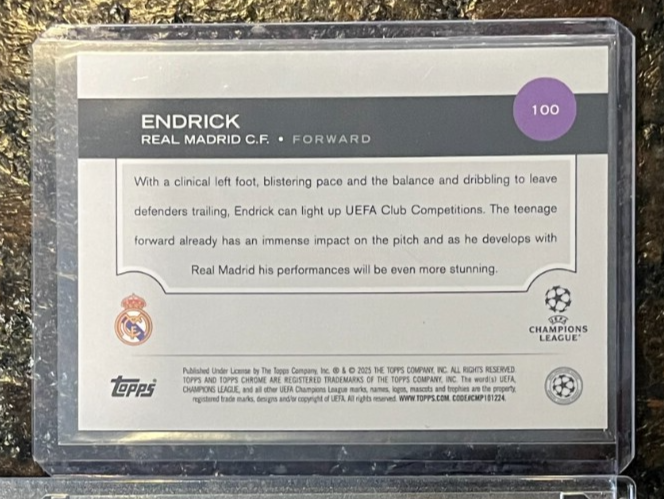 100
ENDRICK
REAL MADRID C.F. • FORWARD
With a clinical left foot, blistering pace and the balance and dribbling to leave
defenders trailing, Endrick can light up UEFA Club Competitions. The teenage
forward already has an immense impact on the pitch and as he develops with
Real Madrid his performances will be even more stunning.
UEFA
CHAMPIONS
LEAGUE
Published Under License by The Topps Company, Inc. ® & © 2025 THE TOPPS COMPANY, INC. ALL RIGHTS RESERVED.
TOPPS AND TOPPS CHROME ARE REGISTERED TRADEMARKS OF THE TOPPS COMPANY, INC. The word(s) UEFA,
CHAMPIONS LEAGUE, and all other UEFA Champions League marks, names, logos, mascots and trophies are the property,
registered trade marks, designs and/or copyright of UEFA. All rights reserved. WWW.TOPPS.COM. CODE#CMP101224
Topps